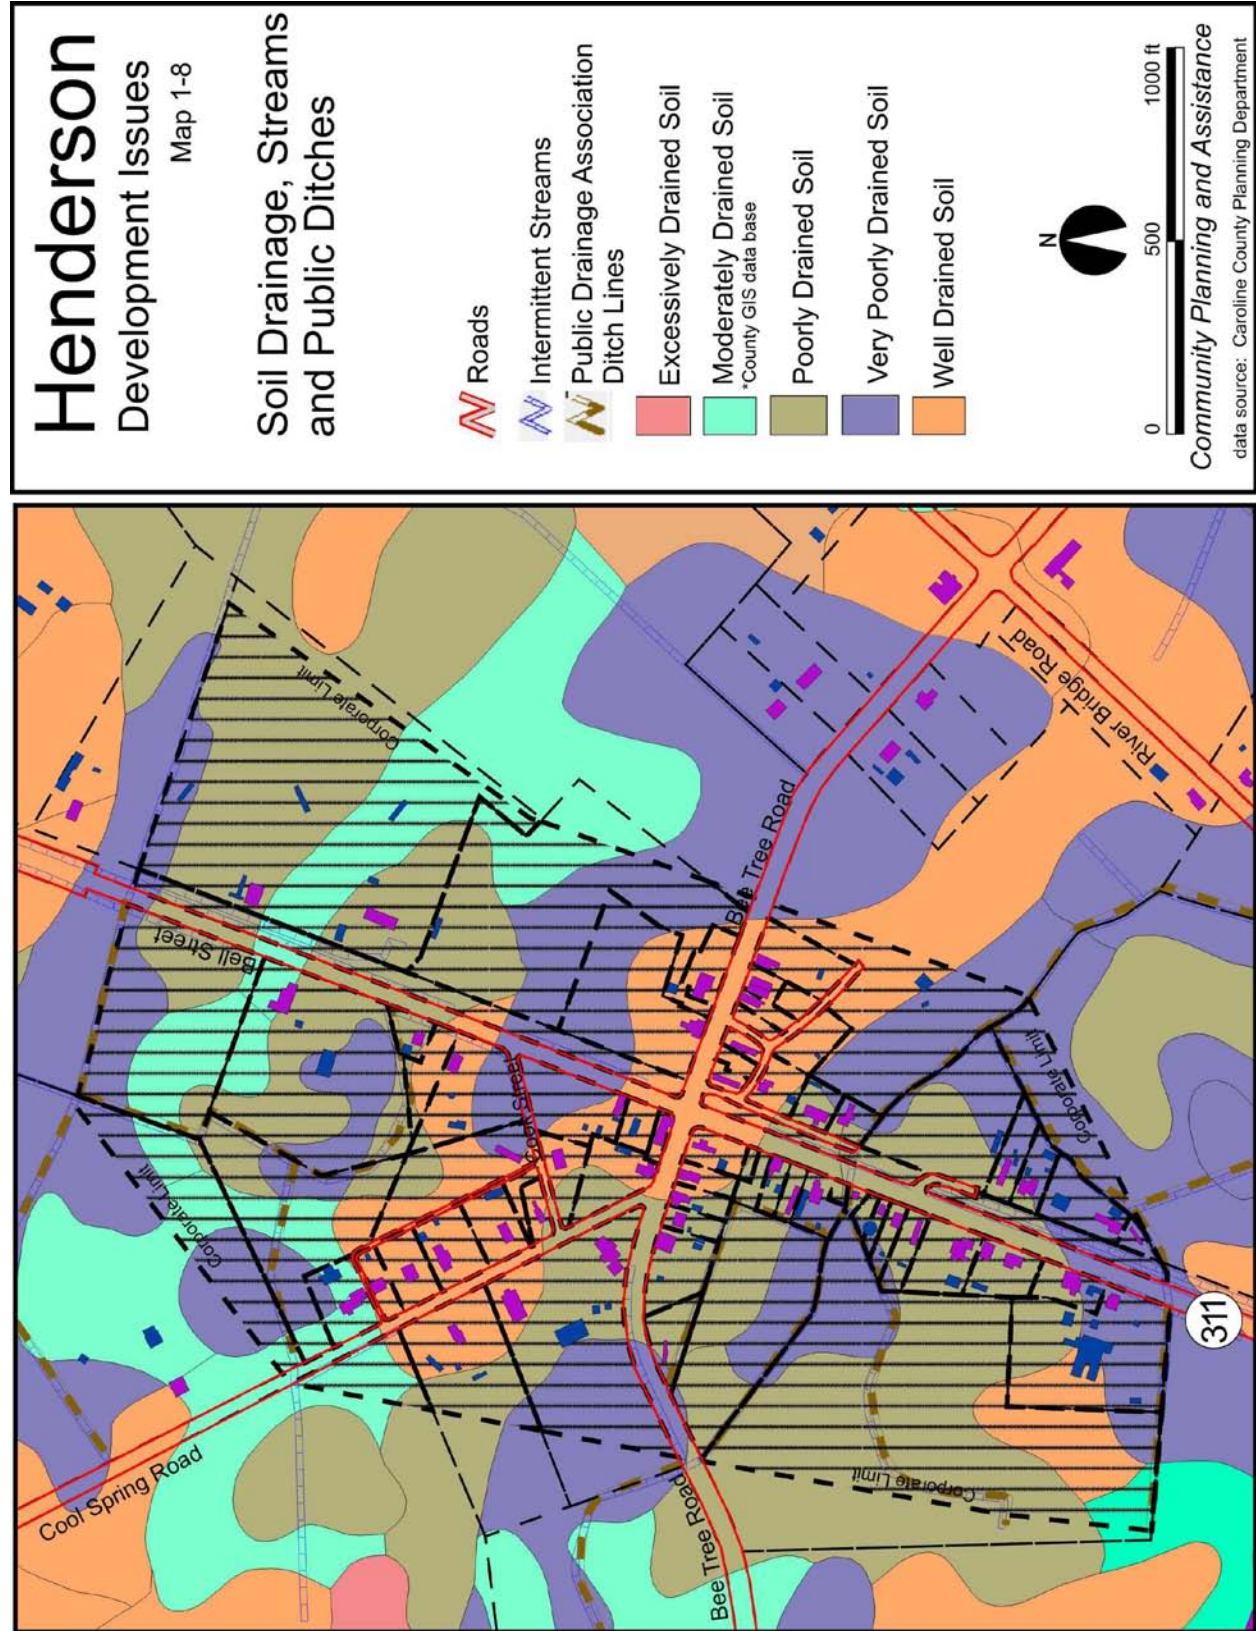 Henderson
Development Issues
Map 1-8
Soil Drainage, Streams
and Public Ditches
Roads
Intermittent Streams
Public Drainage Association
Ditch Lines
Excessively Drained Soil
Moderately Drained Soil
*County GIS data base
Poorly Drained Soil
Very Poorly Drained Soil
Well Drained Soil
N
0 500 1000 ft
Community Planning and Assistance
data source: Caroline County Planning Department
Cool Spring Road
Corporate Limit
Corporate Limit
Bell Street
Cook Street
Bee Tree Road
Bee Tree Road
River Bridge Road
Corporate Limit
Corporate Limit
311